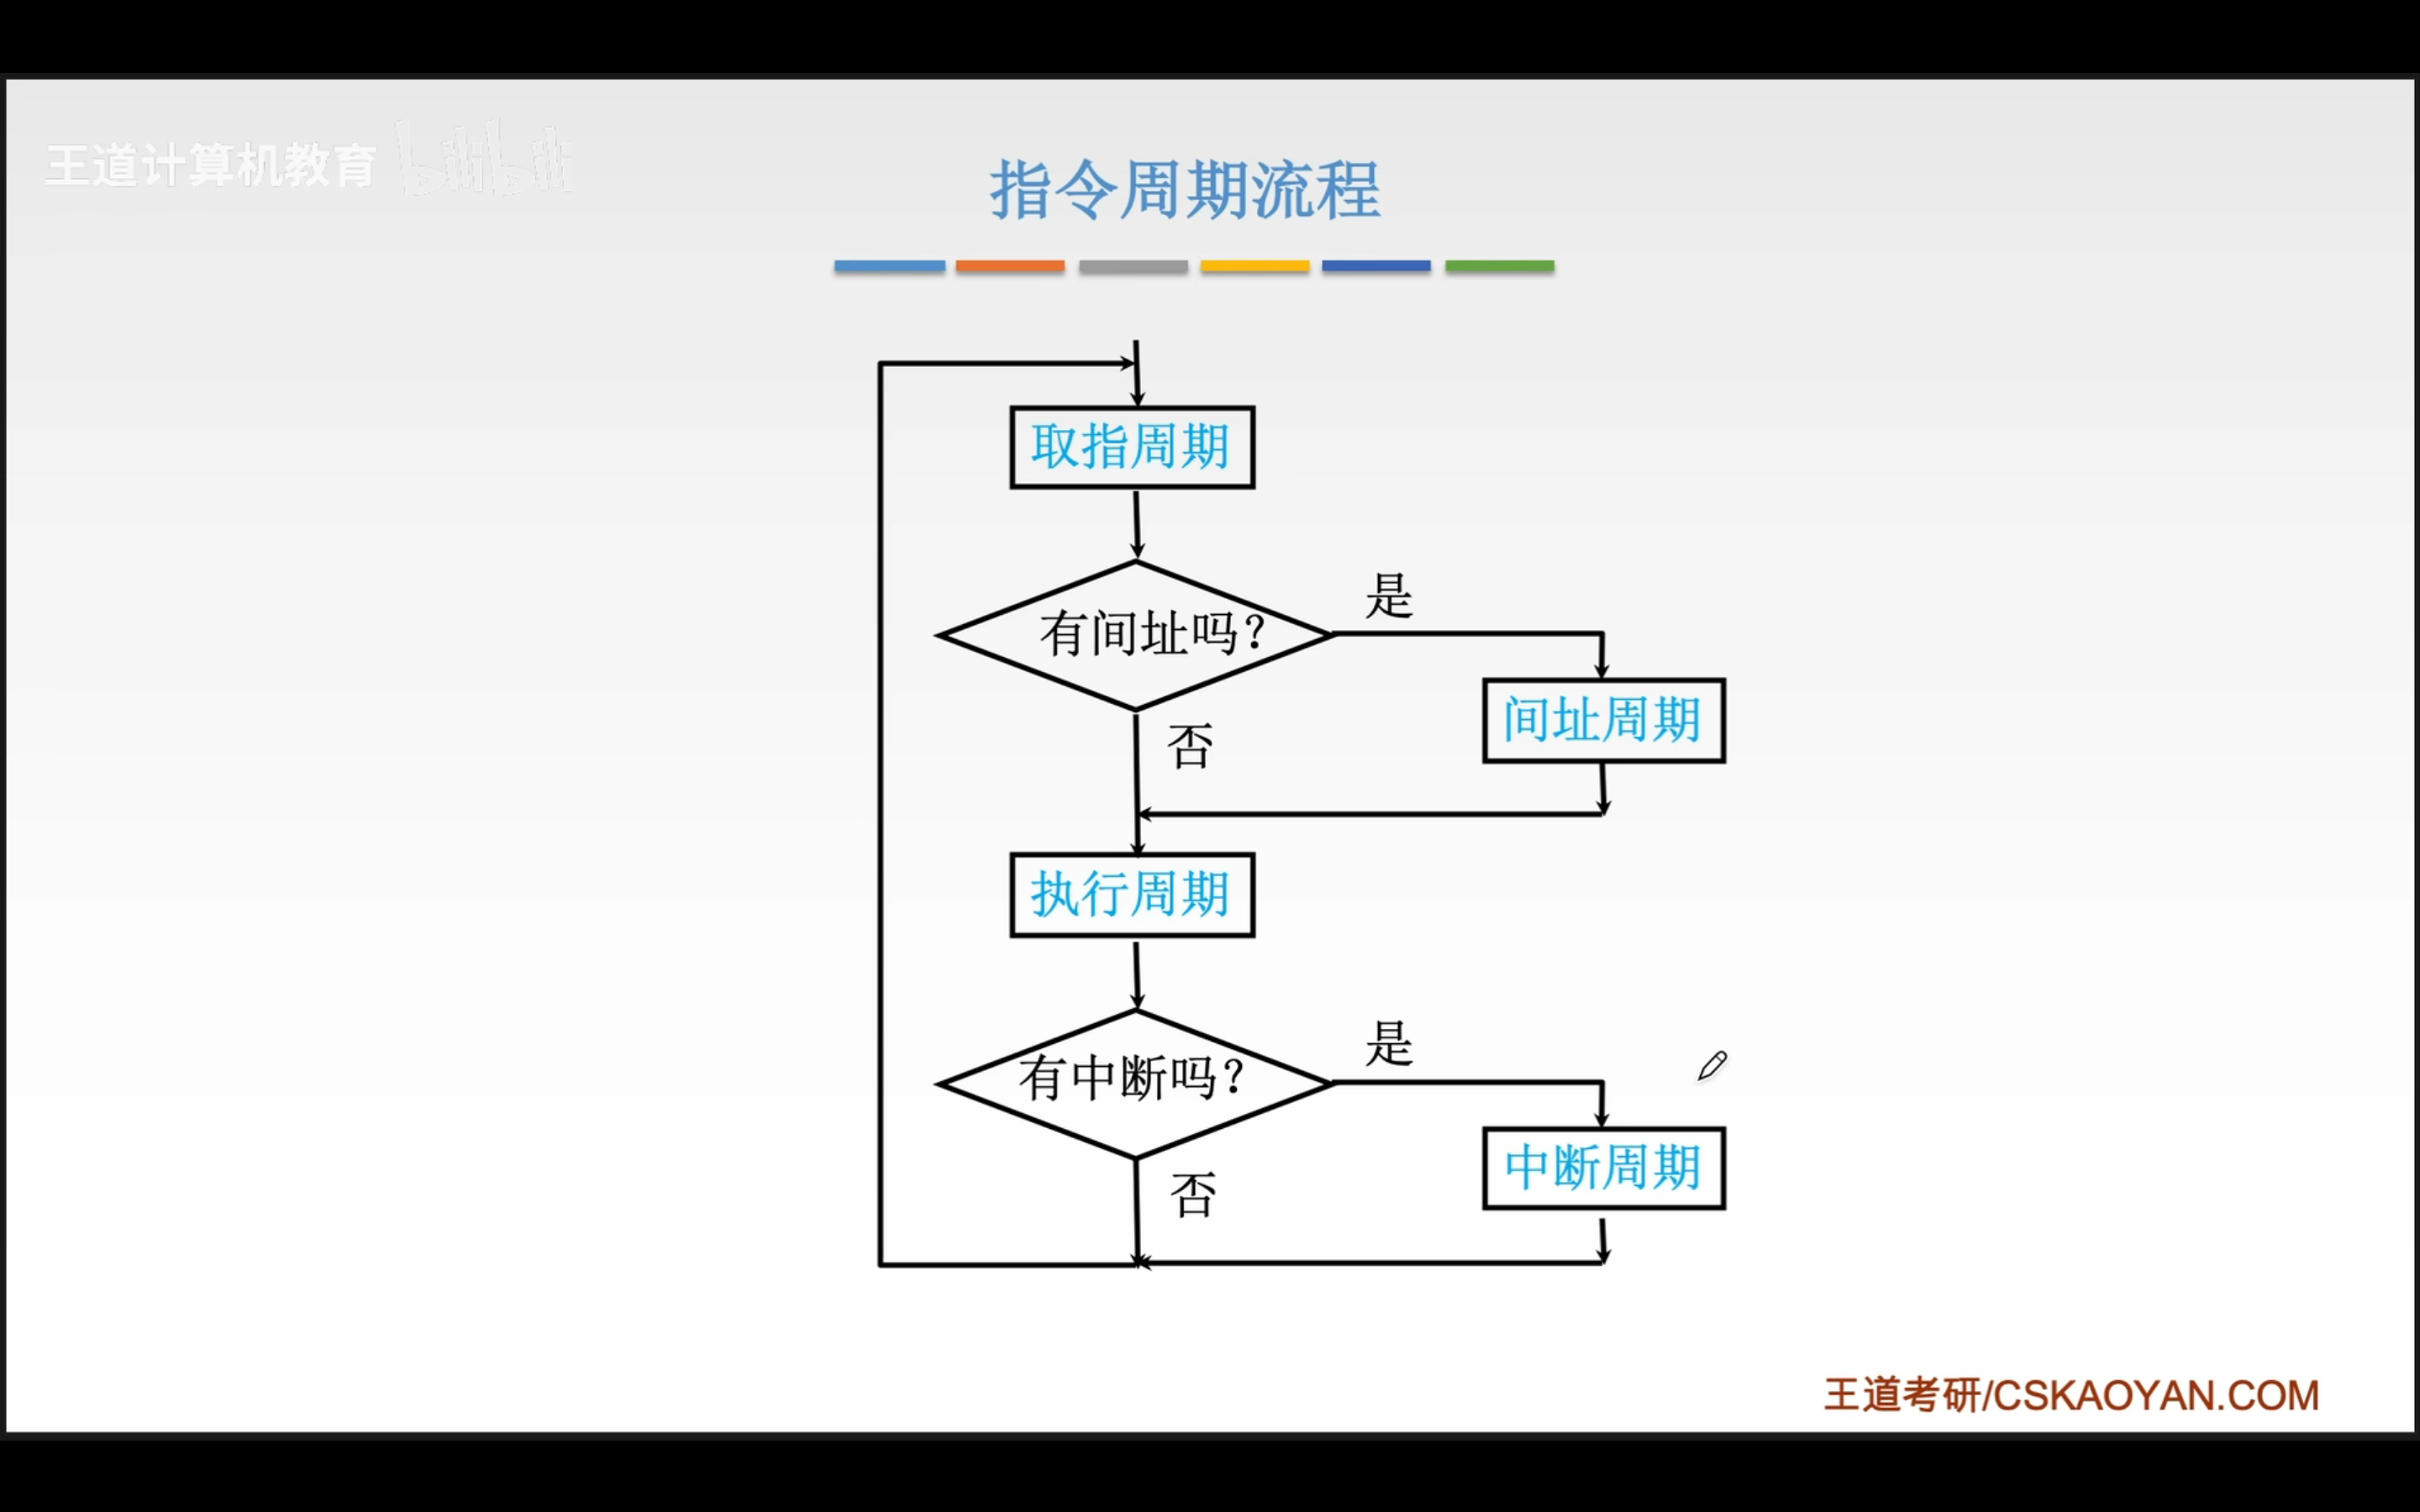 王道计算机教育 bilibili
指令周期流程
取指周期
有间址吗？
是
间址周期
否
执行周期
有中断吗？
是
中断周期
否
王道考研/CSKAOYAN.COM